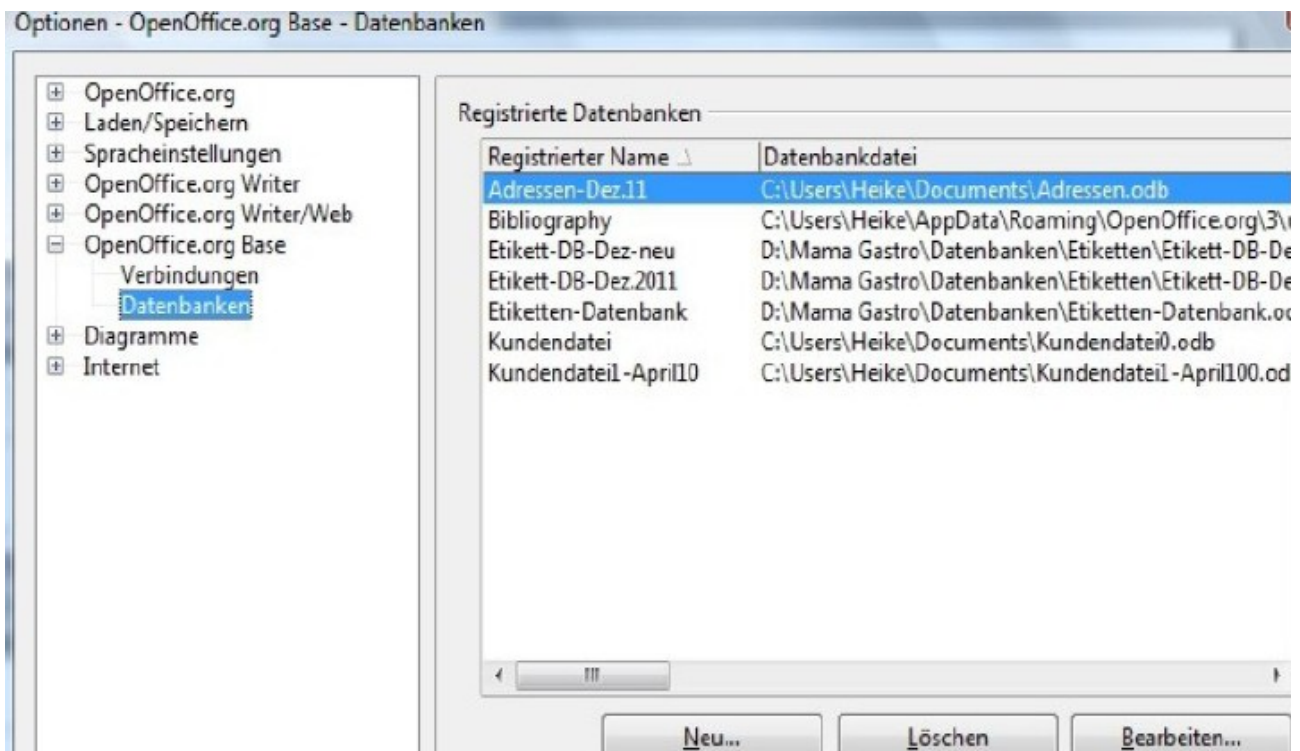 Optionen - OpenOffice.org Base - Datenbanken
OpenOffice.org
Laden/Speichern
Spracheinstellungen
OpenOffice.org Writer
OpenOffice.org Writer/Web
OpenOffice.org Base
Verbindungen
Datenbanken
Diagramme
Internet
Registrierte Datenbanken
Registrierter Name Datenbankdatei
Adressen-Dez.11 C:\Users\Heike\Documents\Adressen.odb
Bibliography C:\Users\Heike\AppData\Roaming\OpenOffice.org\3\
Etikett-DB-Dez-neu D:\Mama Gastro\Datenbanken\Etiketten\Etikett-DB-De
Etikett-DB-Dez.2011 D:\Mama Gastro\Datenbanken\Etiketten\Etikett-DB-De
Etiketten-Datenbank D:\Mama Gastro\Datenbanken\Etiketten-Datenbank.od
Kundendatei C:\Users\Heike\Documents\Kundendatei0.odb
Kundendatei1-April10 C:\Users\Heike\Documents\Kundendatei1-April100.od
Neu... Löschen Bearbeiten...